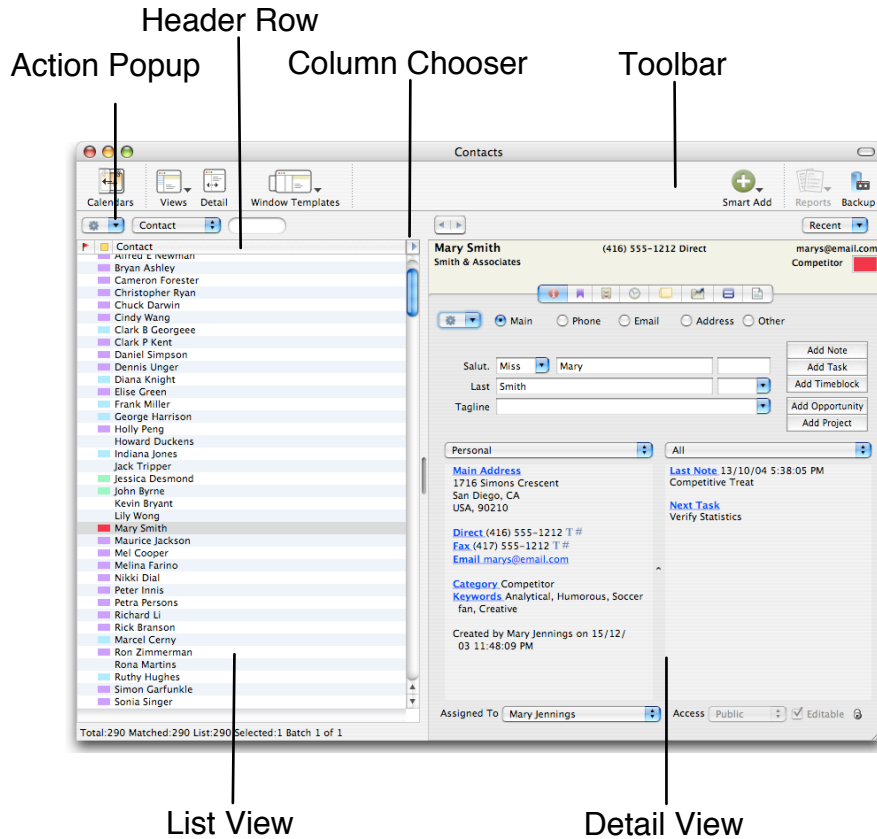 Header Row
Action Popup
Column Chooser
Toolbar
Contacts
Calendars
Views
Detail
Window Templates
Smart Add
Reports
Backup
Contact
Recent
Contact
Alfred E Newman
Bryan Ashley
Cameron Forester
Christopher Ryan
Chuck Darwin
Cindy Wang
Clark B Georgeee
Clark P Kent
Daniel Simpson
Dennis Unger
Diana Knight
Elise Green
Frank Miller
George Harrison
Holly Peng
Howard Duckens
Indiana Jones
Jack Tripper
Jessica Desmond
John Byrne
Kevin Bryant
Lily Wong
Mary Smith
Maurice Jackson
Mel Cooper
Melina Farino
Nikki Dial
Peter Innis
Petra Persons
Richard Li
Rick Branson
Marcel Cerny
Ron Zimmerman
Rona Martins
Ruthy Hughes
Simon Garfunkle
Sonia Singer
Total:290 Matched:290 List:290 Selected:1 Batch 1 of 1
Mary Smith (416) 555-1212 Direct marys@email.com
Smith & Associates Competitor
Main Phone Email Address Other
Salut. Miss Mary
Last Smith
Tagline
Add Note
Add Task
Add Timeblock
Add Opportunity
Add Project
Personal
Main Address
1716 Simons Crescent
San Diego, CA
USA, 90210
Direct (416) 555-1212 T #
Fax (417) 555-1212 T #
Email marys@email.com
Category Competitor
Keywords Analytical, Humorous, Soccer
fan, Creative
Created by Mary Jennings on 15/12/
03 11:48:09 PM
All
Last Note 13/10/04 5:38:05 PM
Competitive Treat
Next Task
Verify Statistics
Assigned To Mary Jennings Access Public Editable
List View
Detail View